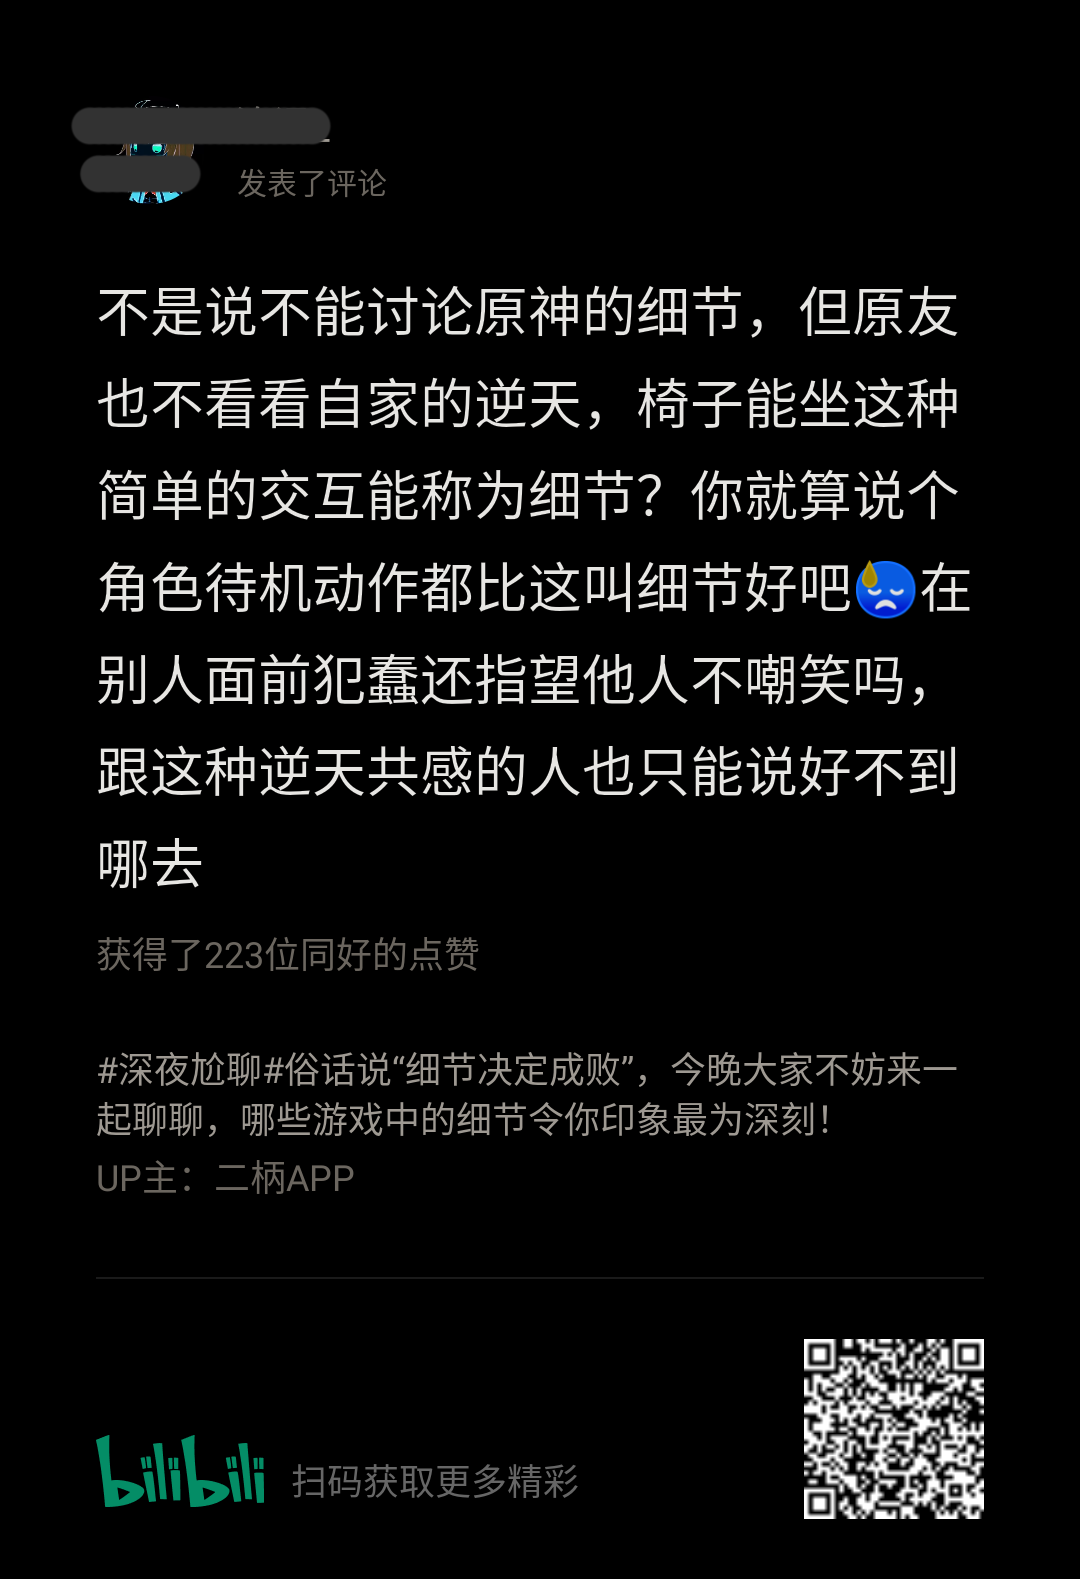 发表了评论
不是说不能讨论原神的细节，但原友
也不看看自家的逆天，椅子能坐这种
简单的交互能称为细节？你就算说个
角色待机动作都比这叫细节好吧😓在
别人面前犯蠢还指望他人不嘲笑吗，
跟这种逆天共感的人也只能说好不到
哪去
获得了223位同好的点赞
#深夜尬聊#俗话说“细节决定成败”，今晚大家不妨来一
起聊聊，哪些游戏中的细节令你印象最为深刻！
UP主：二柄APP
bilibili 扫码获取更多精彩